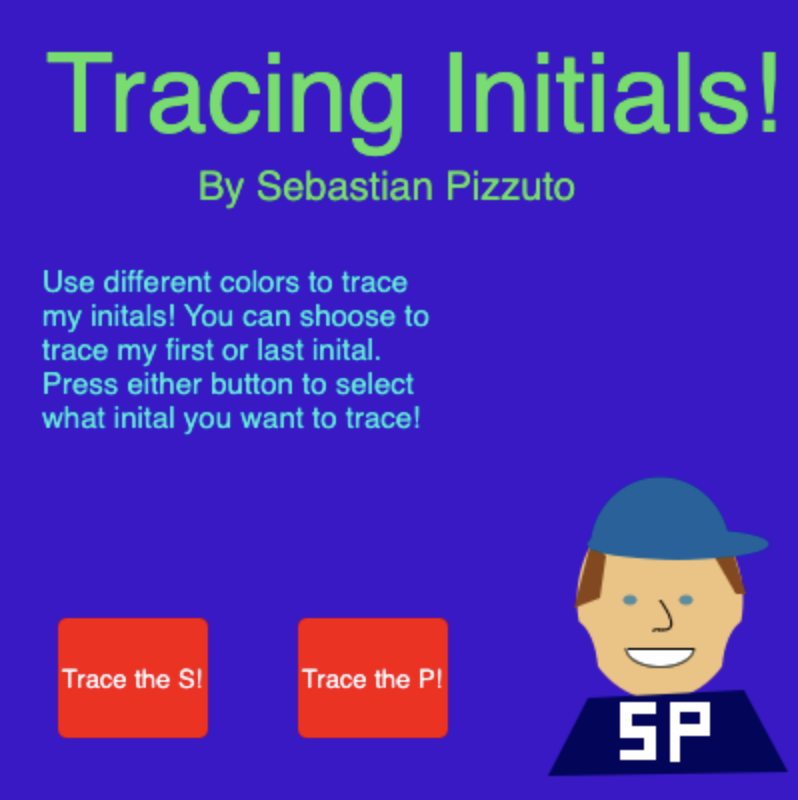 Tracing Initials!
By Sebastian Pizzuto
Use different colors to trace
my initals! You can shoose to
trace my first or last inital.
Press either button to select
what inital you want to trace!
Trace the S!
Trace the P!
SP